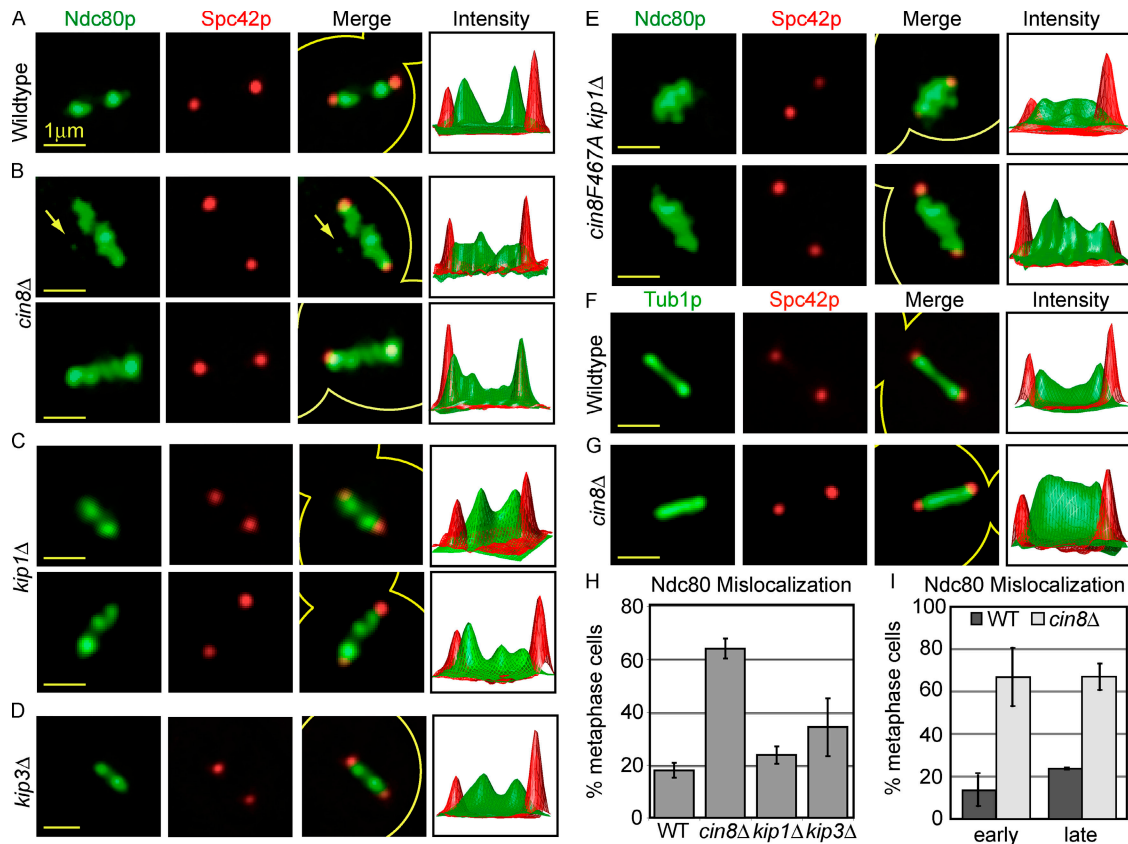 A Ndc80p Spc42p Merge Intensity
Wildtype
1μm
B
cin8Δ
C
kip1Δ
D
kip3Δ
E Ndc80p Spc42p Merge Intensity
cin8F467A kip1Δ
F Tub1p Spc42p Merge Intensity
Wildtype
G
cin8Δ
H Ndc80 Mislocalization
% metaphase cells
80
60
40
20
0
WT cin8Δ kip1Δ kip3Δ
I Ndc80 Mislocalization
WT cin8Δ
% metaphase cells
100
80
60
40
20
0
early late